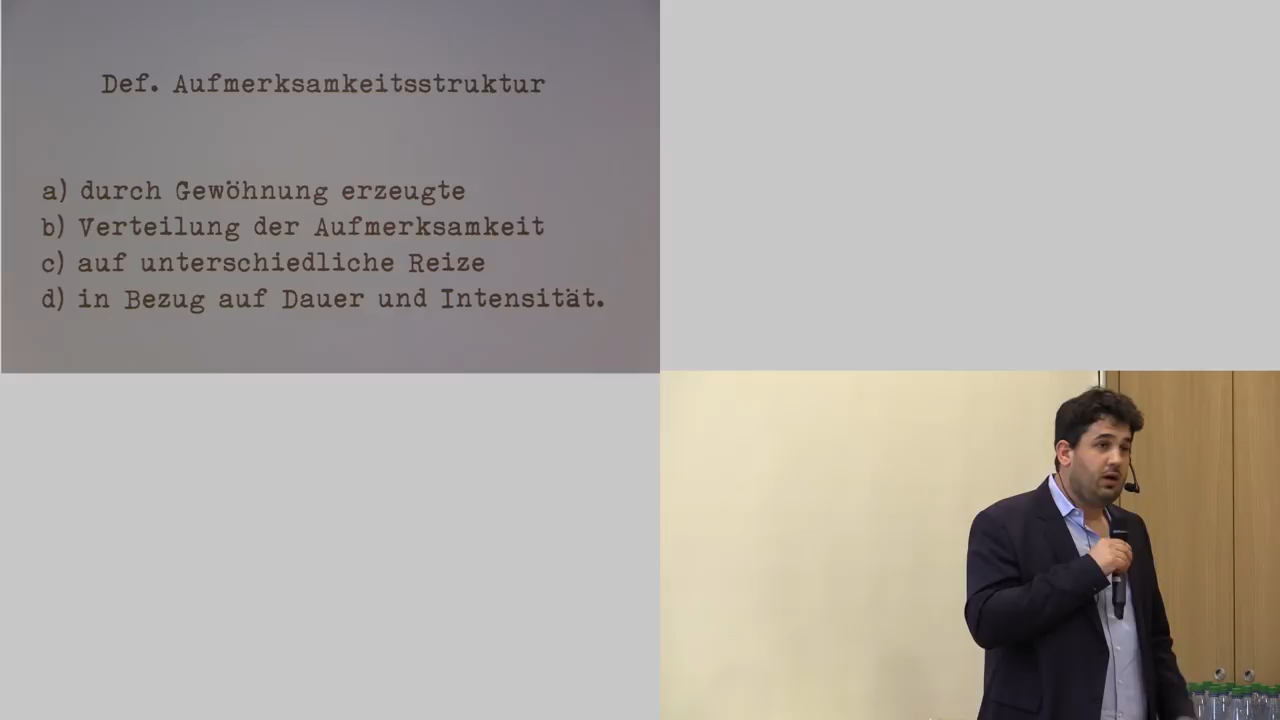 Def. Aufmerksamkeitsstruktur
a) durch Gewöhnung erzeugte
b) Verteilung der Aufmerksamkeit
c) auf unterschiedliche Reize
d) in Bezug auf Dauer und Intensität.